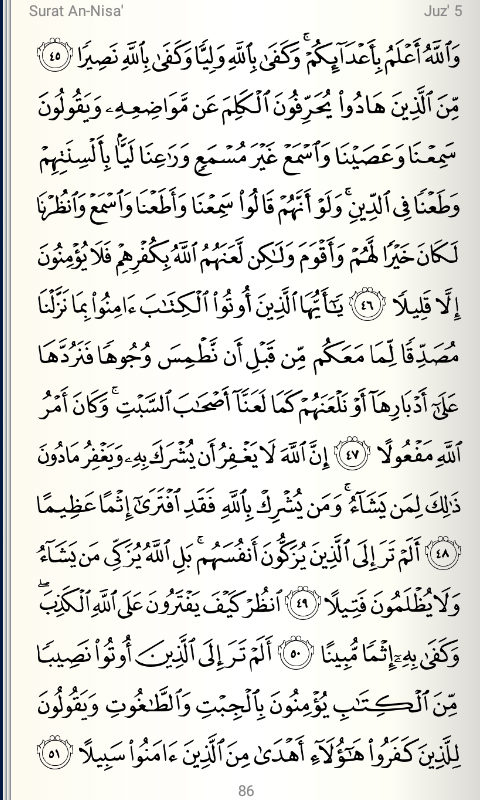 Surat An-Nisa' Juz' 5
وَٱللَّهُ أَعْلَمُ بِأَعْدَآئِكُمْ ۚ وَكَفَىٰ بِٱللَّهِ وَلِيًّا وَكَفَىٰ بِٱللَّهِ نَصِيرًا ٤٥
مِّنَ ٱلَّذِينَ هَادُوا۟ يُحَرِّفُونَ ٱلْكَلِمَ عَن مَّوَاضِعِهِۦ وَيَقُولُونَ
سَمِعْنَا وَعَصَيْنَا وَٱسْمَعْ غَيْرَ مُسْمَعٍ وَرَٰعِنَا لَيًّۢا بِأَلْسِنَتِهِمْ
وَطَعْنًا فِى ٱلدِّينِ ۚ وَلَوْ أَنَّهُمْ قَالُوا۟ سَمِعْنَا وَأَطَعْنَا وَٱسْمَعْ وَٱنظُرْنَا
لَكَانَ خَيْرًا لَّهُمْ وَأَقْوَمَ وَلَٰكِن لَّعَنَهُمُ ٱللَّهُ بِكُفْرِهِمْ فَلَا يُؤْمِنُونَ
إِلَّا قَلِيلًا ٤٦ يَٰٓأَيُّهَا ٱلَّذِينَ أُوتُوا۟ ٱلْكِتَٰبَ ءَامِنُوا۟ بِمَا نَزَّلْنَا
مُصَدِّقًا لِّمَا مَعَكُم مِّن قَبْلِ أَن نَّطْمِسَ وُجُوهًا فَنَرُدَّهَا
عَلَىٰٓ أَدْبَارِهَآ أَوْ نَلْعَنَهُمْ كَمَا لَعَنَّآ أَصْحَٰبَ ٱلسَّبْتِ ۚ وَكَانَ أَمْرُ
ٱللَّهِ مَفْعُولًا ٤٧ إِنَّ ٱللَّهَ لَا يَغْفِرُ أَن يُشْرَكَ بِهِۦ وَيَغْفِرُ مَا دُونَ
ذَٰلِكَ لِمَن يَشَآءُ ۚ وَمَن يُشْرِكْ بِٱللَّهِ فَقَدِ ٱفْتَرَىٰٓ إِثْمًا عَظِيمًا
٤٨ أَلَمْ تَرَ إِلَى ٱلَّذِينَ يُزَكُّونَ أَنفُسَهُم ۚ بَلِ ٱللَّهُ يُزَكِّى مَن يَشَآءُ
وَلَا يُظْلَمُونَ فَتِيلًا ٤٩ ٱنظُرْ كَيْفَ يَفْتَرُونَ عَلَى ٱللَّهِ ٱلْكَذِبَ ۖ
وَكَفَىٰ بِهِۦٓ إِثْمًا مُّبِينًا ٥٠ أَلَمْ تَرَ إِلَى ٱلَّذِينَ أُوتُوا۟ نَصِيبًا
مِّنَ ٱلْكِتَٰبِ يُؤْمِنُونَ بِٱلْجِبْتِ وَٱلطَّٰغُوتِ وَيَقُولُونَ
لِلَّذِينَ كَفَرُوا۟ هَٰٓؤُلَآءِ أَهْدَىٰ مِنَ ٱلَّذِينَ ءَامَنُوا۟ سَبِيلًا ٥١
86